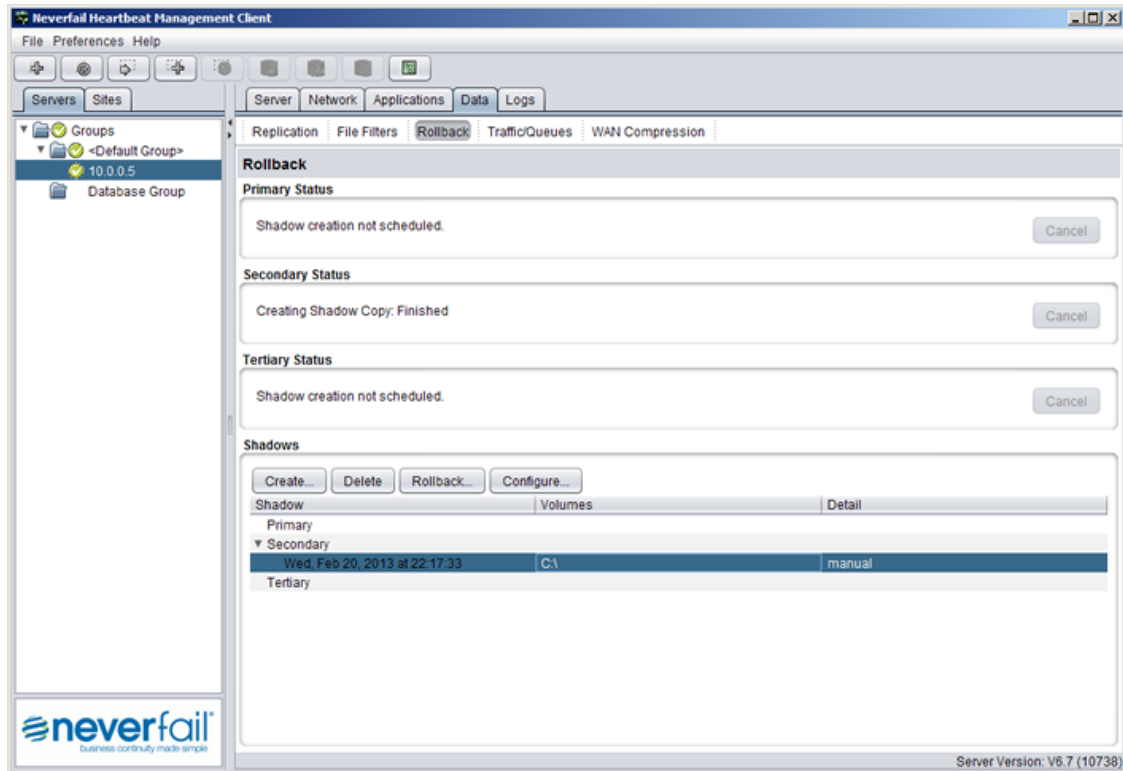 Neverfail Heartbeat Management Client
File Preferences Help
Servers Sites
Server Network Applications Data Logs
Groups
<Default Group>
10.0.0.5
Database Group
Replication File Filters Rollback Traffic/Queues WAN Compression
Rollback
Primary Status
Shadow creation not scheduled.
Cancel
Secondary Status
Creating Shadow Copy: Finished
Cancel
Tertiary Status
Shadow creation not scheduled.
Cancel
Shadows
Create... Delete Rollback... Configure...
Shadow Volumes Detail
Primary
Secondary
Wed, Feb 20, 2013 at 22:17:33 C:\ manual
Tertiary
neverfail
business continuity made simple
Server Version: V6.7 (10738)